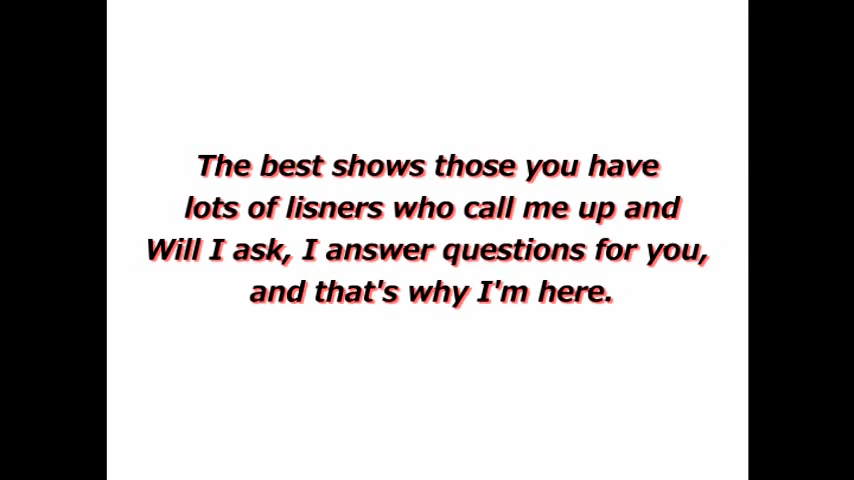 The best shows those you have
lots of lisners who call me up and
Will I ask, I answer questions for you,
and that's why I'm here.